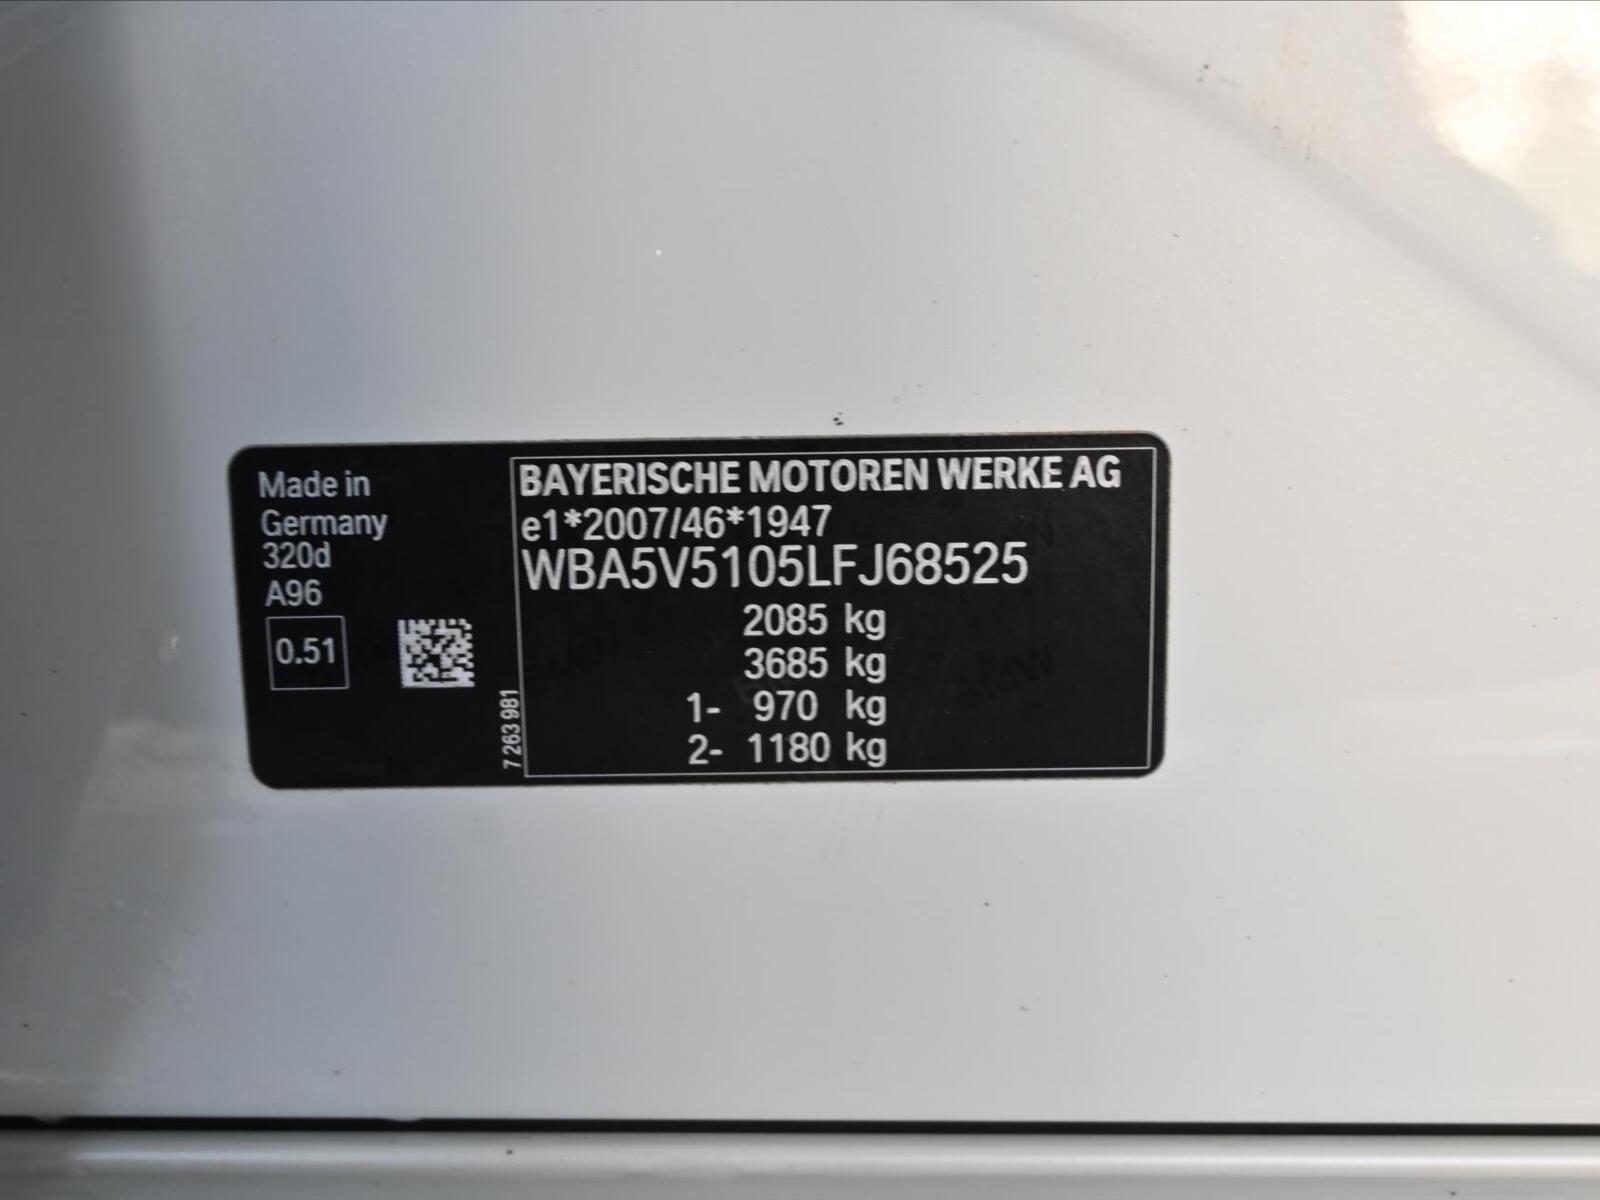 Made in
Germany
320d
A96
0.51
7 263 981
BAYERISCHE MOTOREN WERKE AG
e1*2007/46*1947
WBA5V5105LFJ68525
2085 kg
3685 kg
1- 970 kg
2- 1180 kg